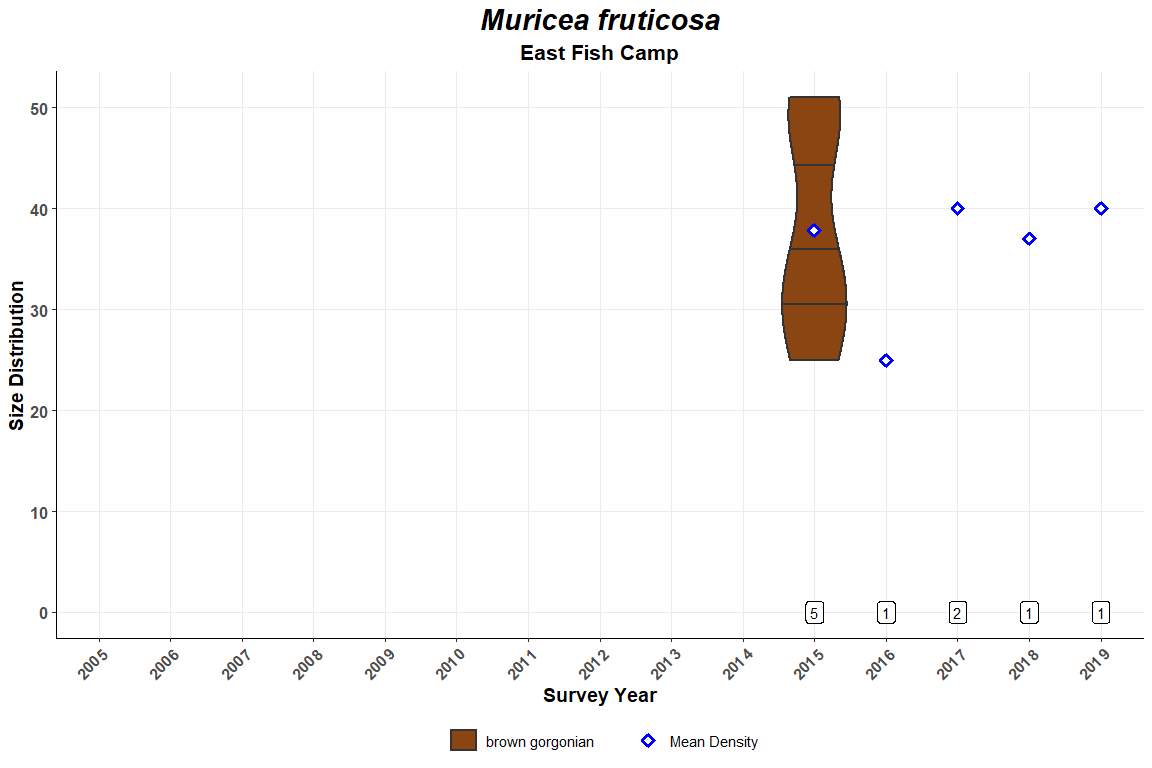 Muricea fruticosa
East Fish Camp
Size Distribution
50
40
30
20
10
0
5 1 2 1 1
2005 2006 2007 2008 2009 2010 2011 2012 2013 2014 2015 2016 2017 2018 2019
Survey Year
brown gorgonian Mean Density